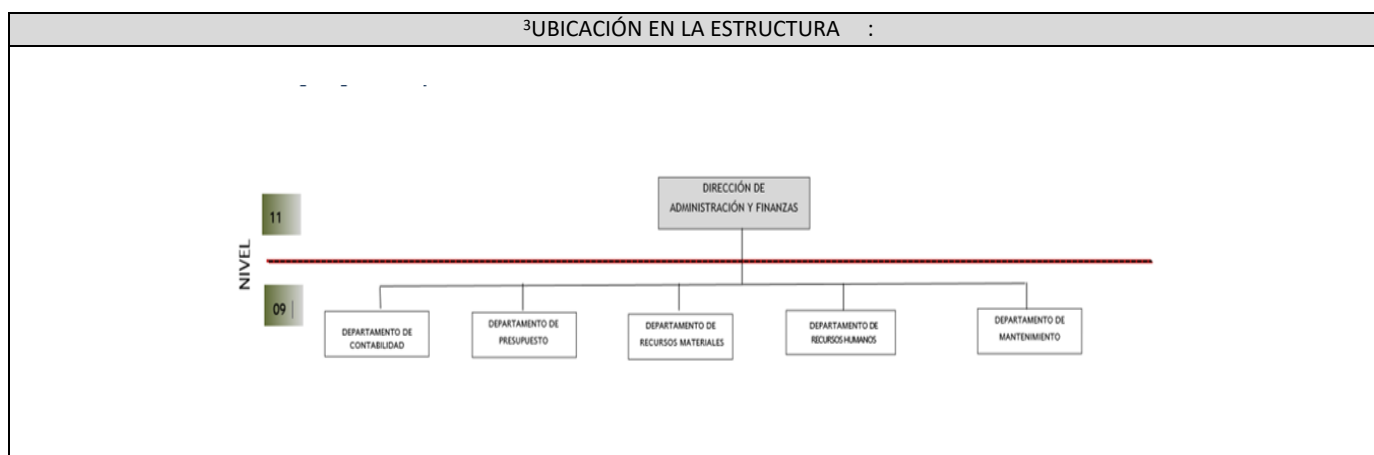 ³UBICACIÓN EN LA ESTRUCTURA :
DIRECCIÓN DE
ADMINISTRACIÓN Y FINANZAS
11
NIVEL
09
DEPARTAMENTO DE
CONTABILIDAD
DEPARTAMENTO DE
PRESUPUESTO
DEPARTAMENTO DE
RECURSOS MATERIALES
DEPARTAMENTO DE
RECURSOS HUMANOS
DEPARTAMENTO DE
MANTENIMIENTO